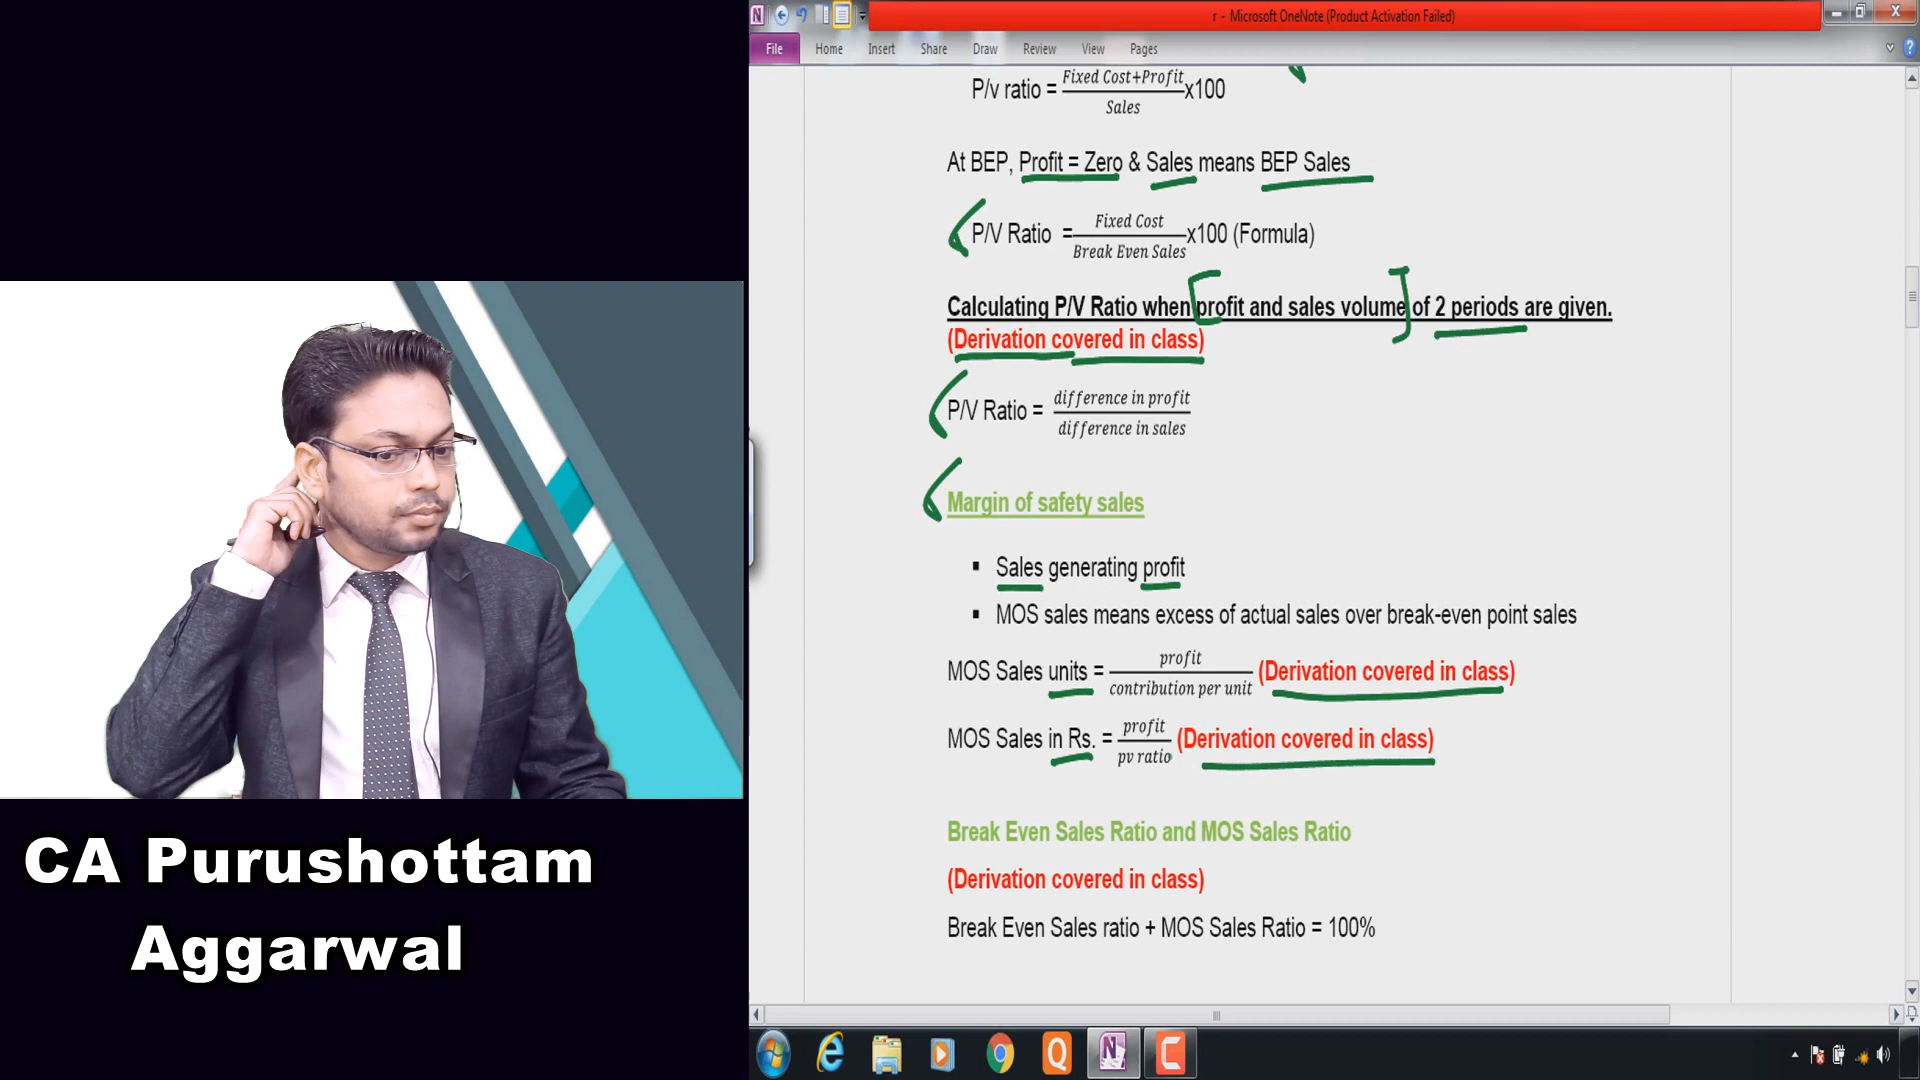 r - Microsoft OneNote (Product Activation Failed)
File Home Insert Share Draw Review View Pages
P/v ratio = Fixed Cost+Profit/Sales x100
At BEP, Profit = Zero & Sales means BEP Sales
P/V Ratio = Fixed Cost/Break Even Sales x100 (Formula)
Calculating P/V Ratio when profit and sales volume of 2 periods are given.
(Derivation covered in class)
P/V Ratio = difference in profit/difference in sales
Margin of safety sales
▪ Sales generating profit
▪ MOS sales means excess of actual sales over break-even point sales
MOS Sales units = profit/contribution per unit (Derivation covered in class)
MOS Sales in Rs. = profit/pv ratio (Derivation covered in class)
Break Even Sales Ratio and MOS Sales Ratio
(Derivation covered in class)
Break Even Sales ratio + MOS Sales Ratio = 100%
CA Purushottam
Aggarwal